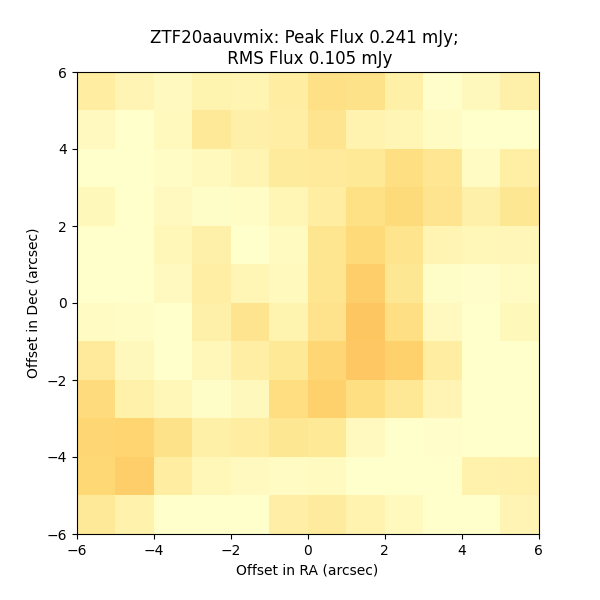 ZTF20aauvmix: Peak Flux 0.241 mJy;
RMS Flux 0.105 mJy
6
4
2
0
−2
−4
−6
Offset in Dec (arcsec)
−6 −4 −2 0 2 4 6
Offset in RA (arcsec)